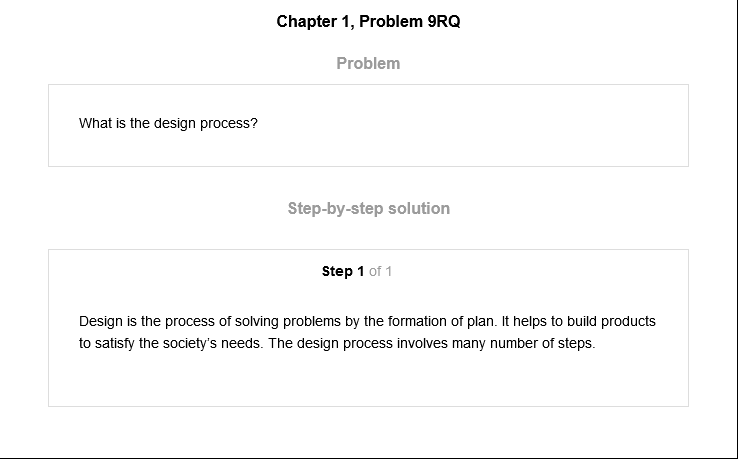 Chapter 1, Problem 9RQ
Problem
What is the design process?
Step-by-step solution
Step 1 of 1
Design is the process of solving problems by the formation of plan. It helps to build products
to satisfy the society’s needs. The design process involves many number of steps.